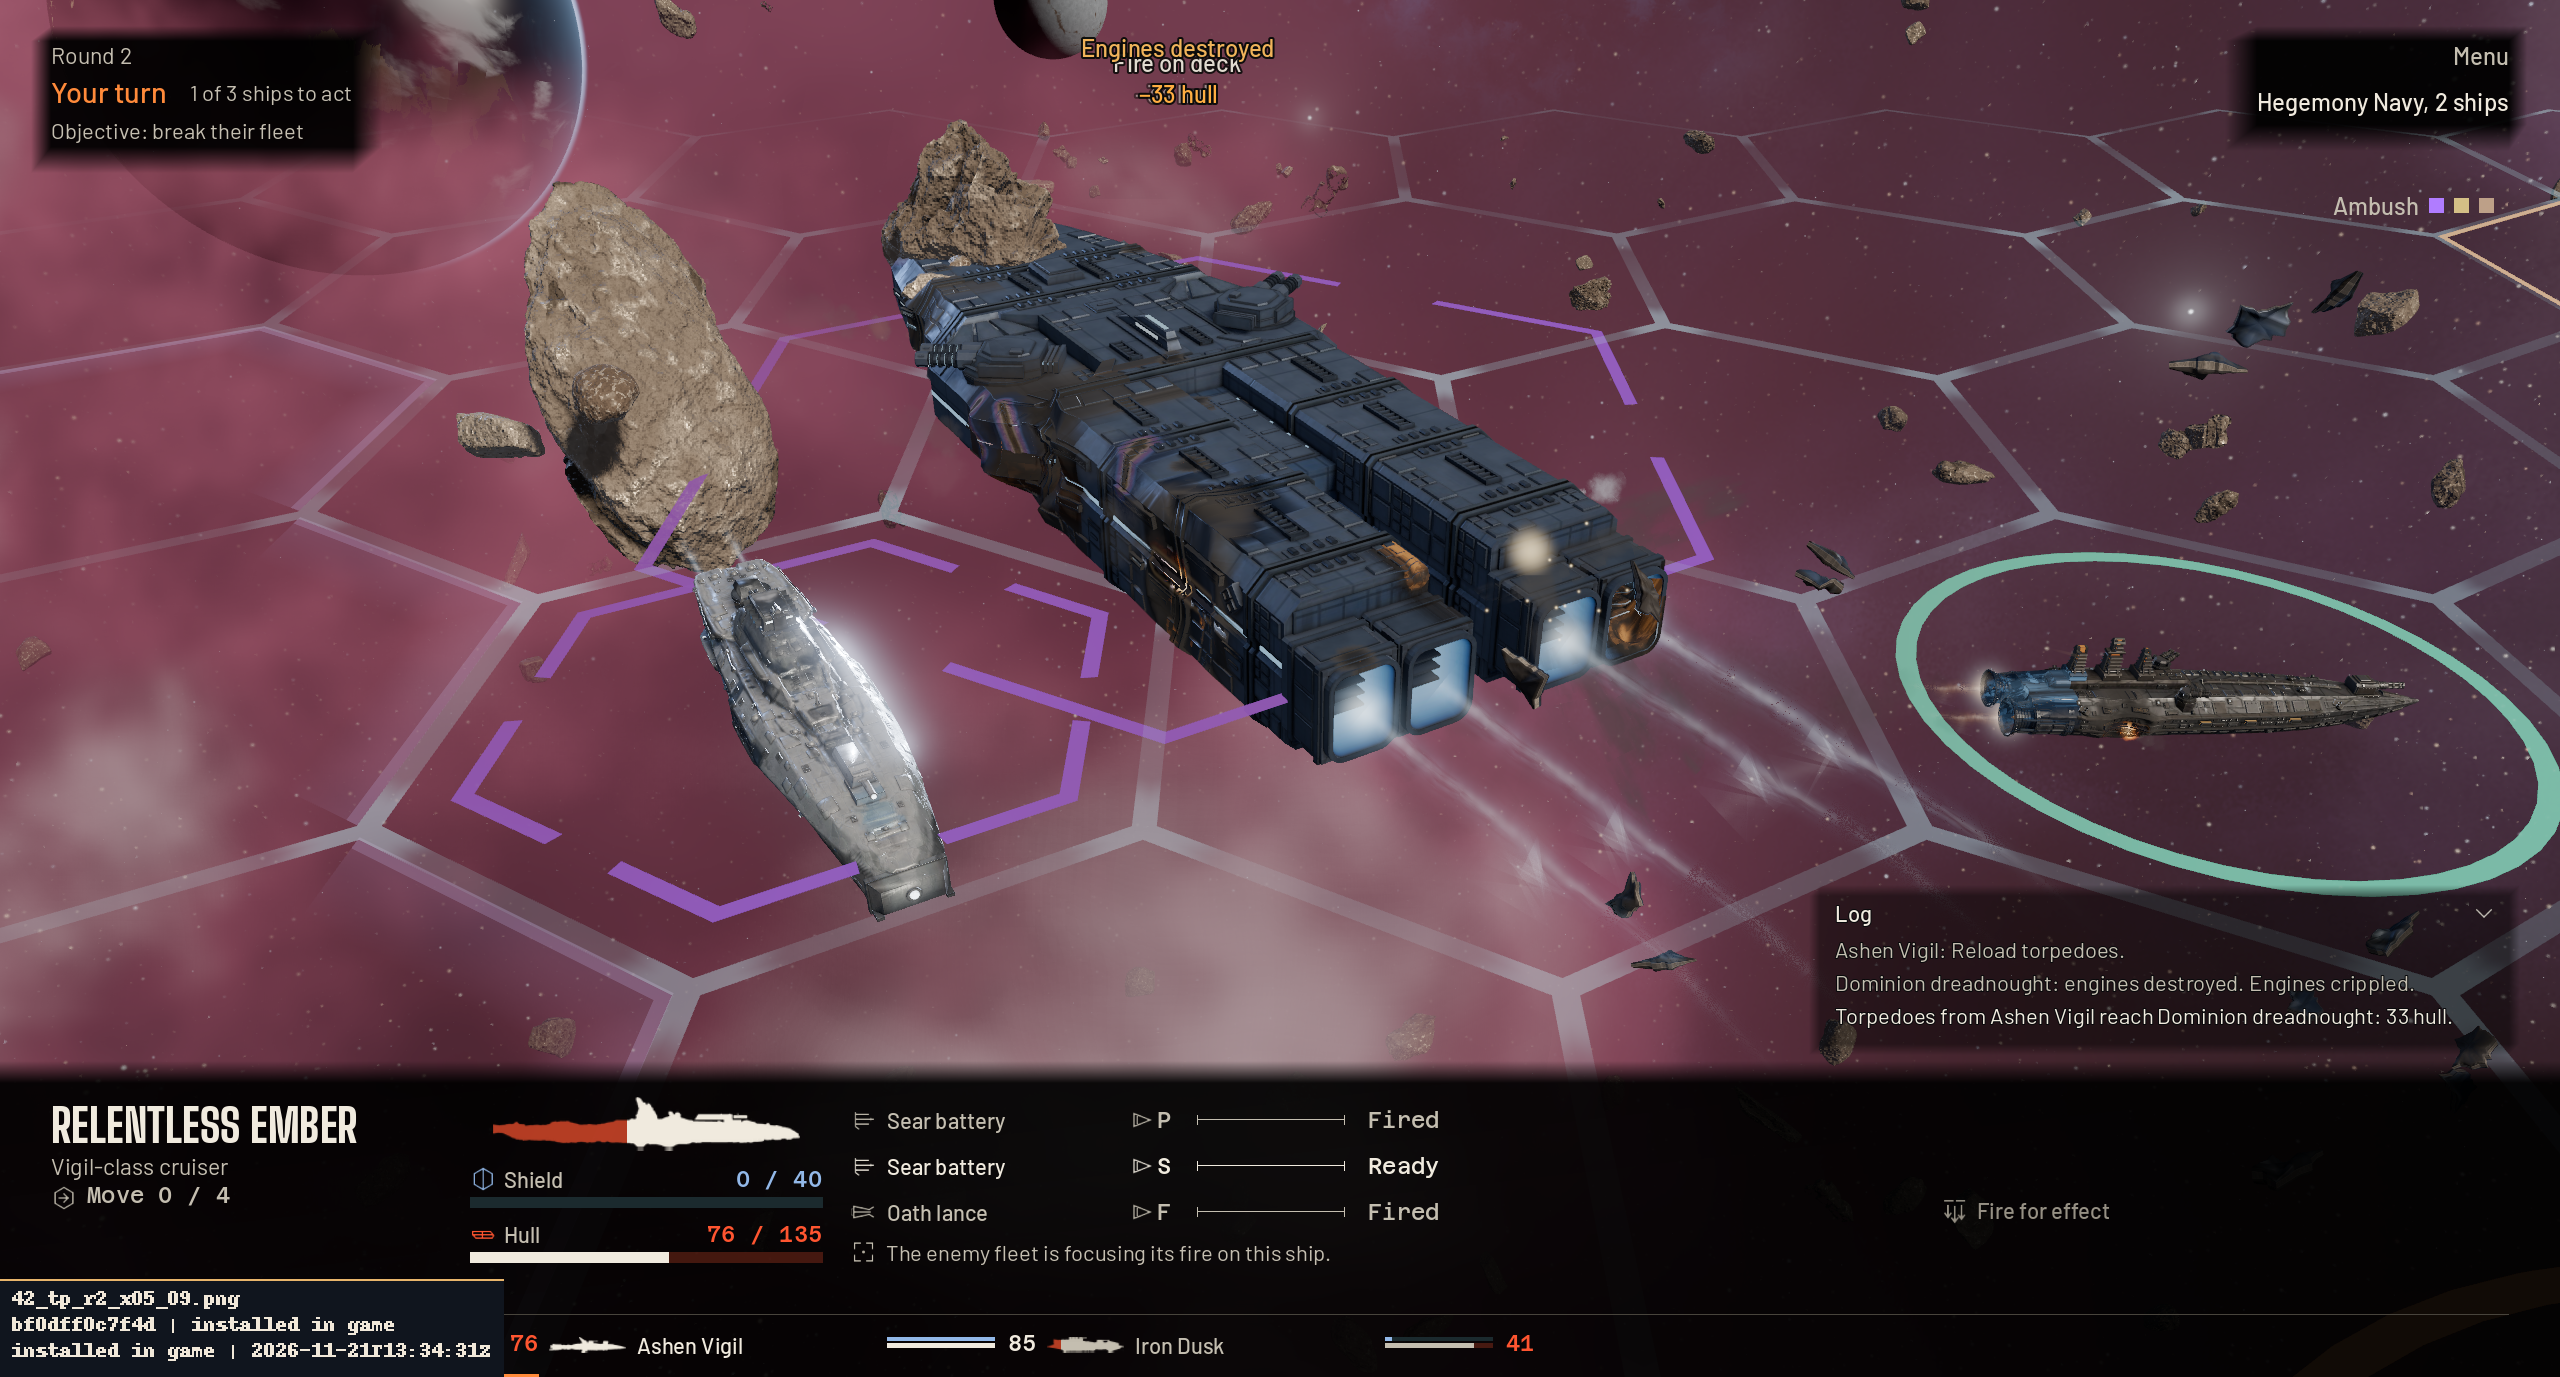 Round 2
Your turn 1 of 3 ships to act
Objective: break their fleet
Engines destroyed
Fire on deck
-33 hull
Menu
Hegemony Navy, 2 ships
Ambush
Log
Ashen Vigil: Reload torpedoes.
Dominion dreadnought: engines destroyed. Engines crippled.
Torpedoes from Ashen Vigil reach Dominion dreadnought: 33 hull.
RELENTLESS EMBER
Vigil-class cruiser
Move 0 / 4
Shield 0 / 40
Hull 76 / 135
Sear battery P Fired
Sear battery S Ready
Oath lance F Fired
The enemy fleet is focusing its fire on this ship.
Fire for effect
42_tp_r2_x05_09.png
bf0dff0c7f4d | installed in game
installed in game | 2026-11-21T13:34:31Z
76 Ashen Vigil 85 Iron Dusk 41